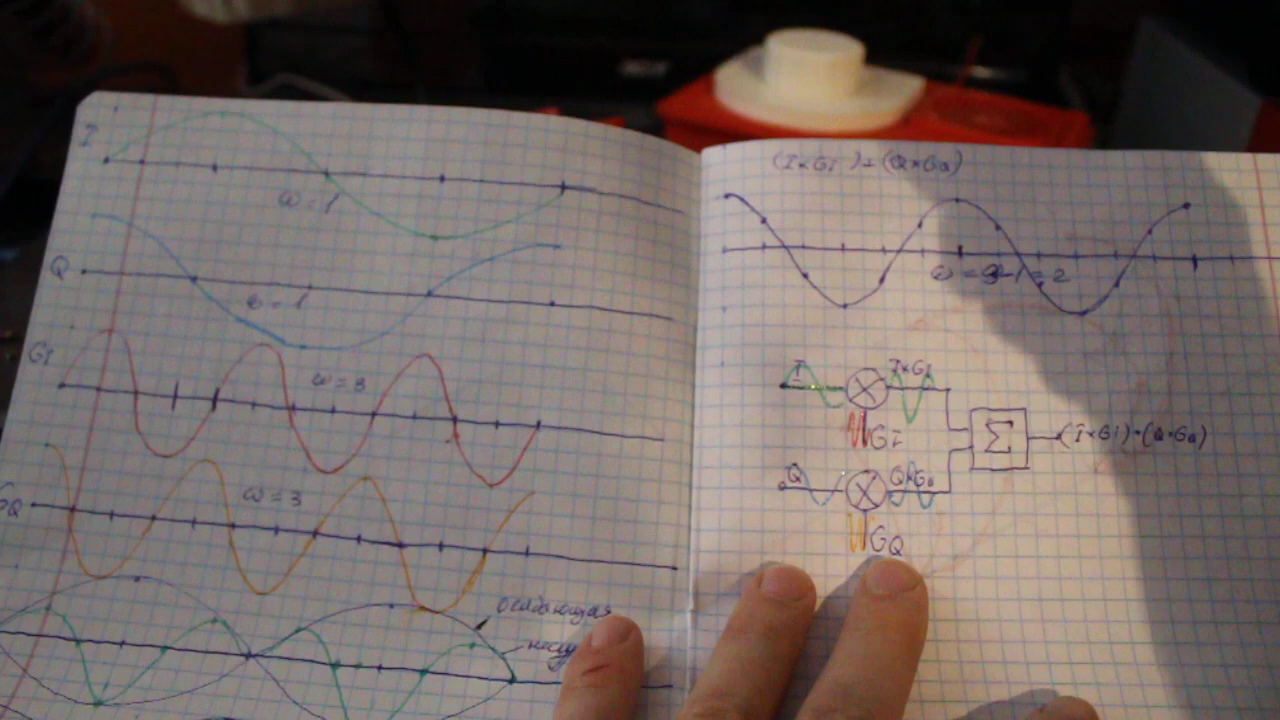 I
ω = 1
Q
ω = 1
GI
ω = 3
GQ
ω = 3
(I×GI) + (Q×GQ)
ω = 3-1 = 2
I
I×GI
GI
Σ
(I×GI)+(Q×GQ)
Q
Q×GQ
GQ